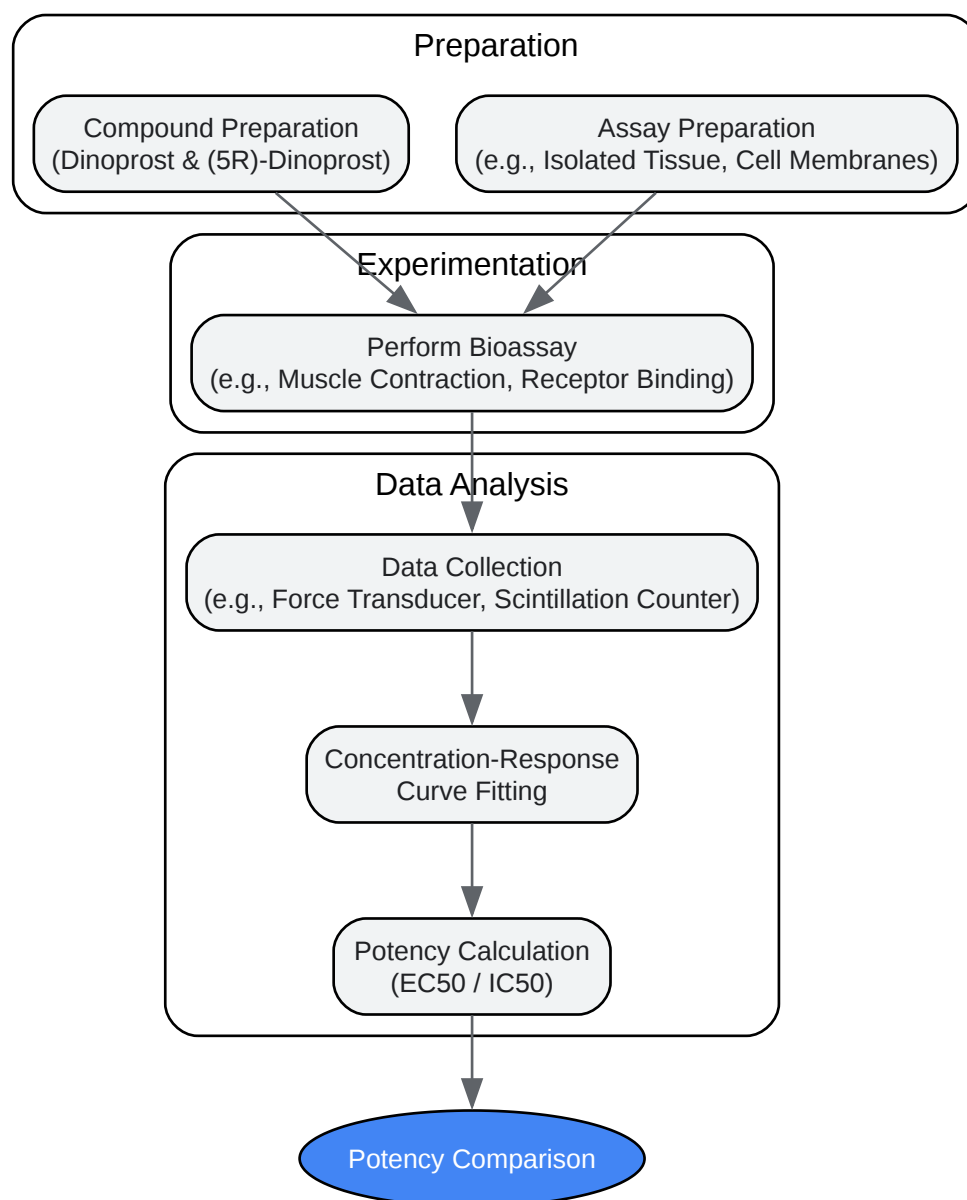 Preparation
Compound Preparation
(Dinoprost & (5R)-Dinoprost)
Assay Preparation
(e.g., Isolated Tissue, Cell Membranes)
Experimentation
Perform Bioassay
(e.g., Muscle Contraction, Receptor Binding)
Data Analysis
Data Collection
(e.g., Force Transducer, Scintillation Counter)
Concentration-Response
Curve Fitting
Potency Calculation
(EC50 / IC50)
Potency Comparison